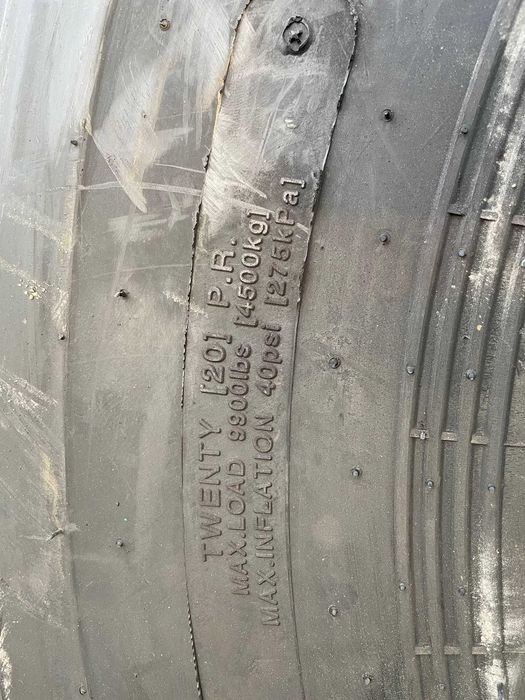 TWENTY [20] P.R.
MAX.LOAD 9900lbs [4500kg]
MAX.INFLATION 40psi [275kPa]